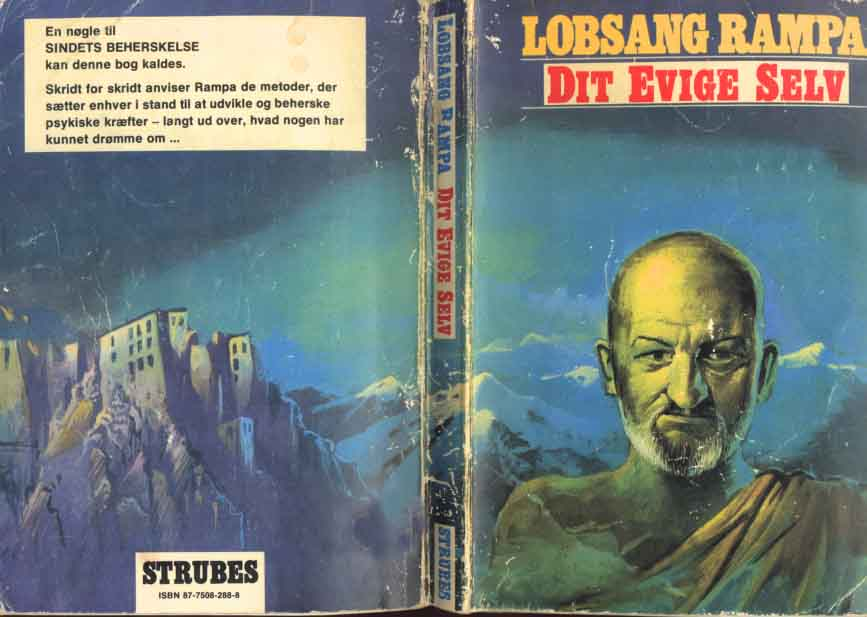 En nøgle til
SINDETS BEHERSKELSE
kan denne bog kaldes.
Skridt for skridt anviser Rampa de metoder, der
sætter enhver i stand til at udvikle og beherske
psykiske kræfter – langt ud over, hvad nogen har
kunnet drømme om ...
STRUBES
ISBN 87-7508-288-8
LOBSANG RAMPA DIT EVIGE SELV
STRUBES
LOBSANG RAMPA
DIT EVIGE SELV